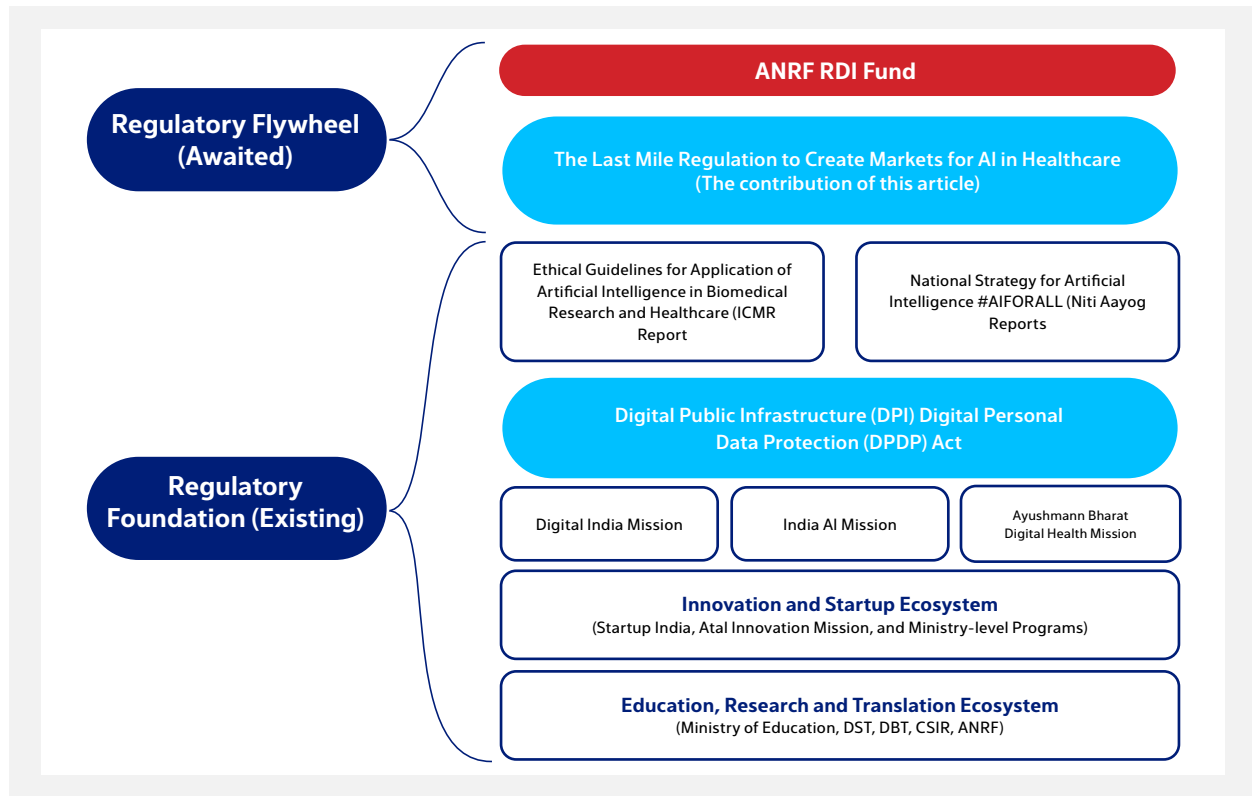 ANRF RDI Fund
Regulatory Flywheel
(Awaited)
The Last Mile Regulation to Create Markets for AI in Healthcare
(The contribution of this article)
Ethical Guidelines for Application of
Artificial Intelligence in Biomedical
Research and Healthcare (ICMR
Report
National Strategy for Artificial
Intelligence #AIFORALL (Niti Aayog
Reports
Digital Public Infrastructure (DPI) Digital Personal
Data Protection (DPDP) Act
Regulatory
Foundation (Existing)
Digital India Mission
India AI Mission
Ayushmann Bharat
Digital Health Mission
Innovation and Startup Ecosystem
(Startup India, Atal Innovation Mission, and Ministry-level Programs)
Education, Research and Translation Ecosystem
(Ministry of Education, DST, DBT, CSIR, ANRF)